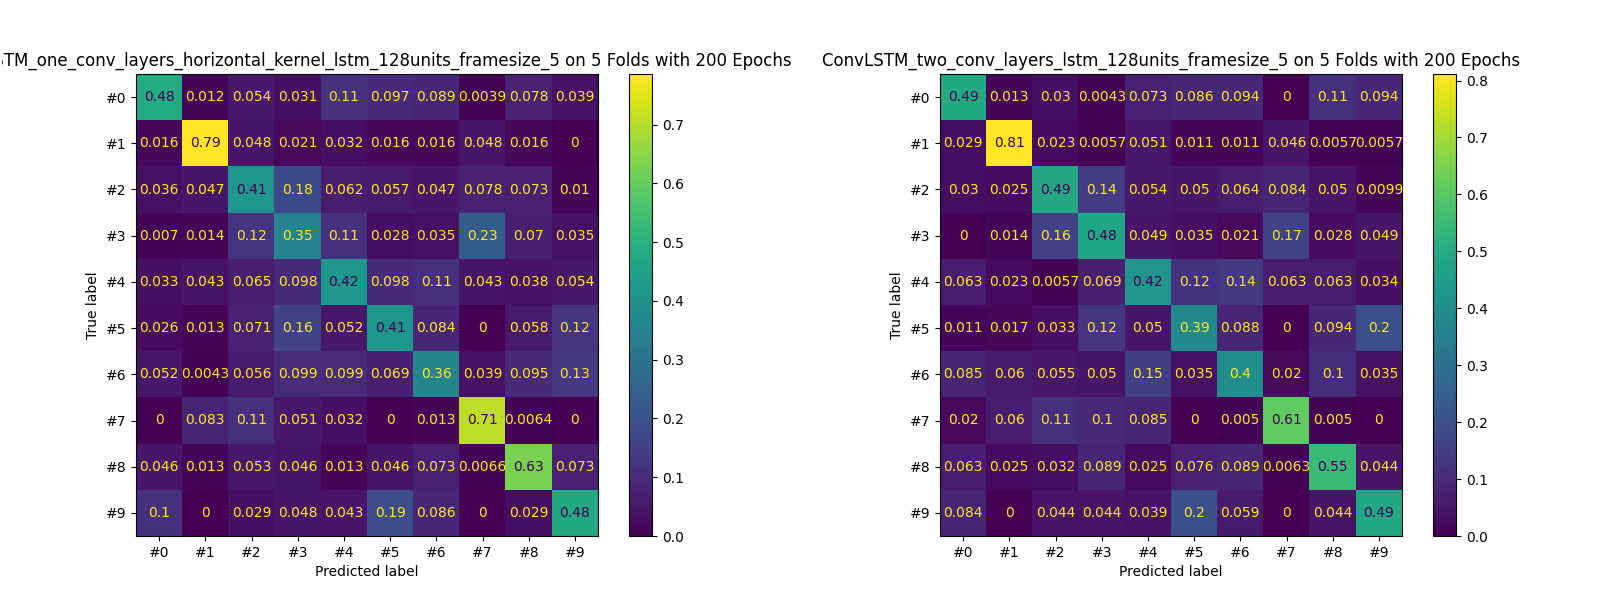 STM_one_conv_layers_horizontal_kernel_lstm_128units_framesize_5 on 5 Folds with 200 Epochs
#0 0.48 0.012 0.054 0.031 0.11 0.097 0.089 0.0039 0.078 0.039
#1 0.016 0.79 0.048 0.021 0.032 0.016 0.016 0.048 0.016 0
#2 0.036 0.047 0.41 0.18 0.062 0.057 0.047 0.078 0.073 0.01
#3 0.007 0.014 0.12 0.35 0.11 0.028 0.035 0.23 0.07 0.035
#4 0.033 0.043 0.065 0.098 0.42 0.098 0.11 0.043 0.038 0.054
#5 0.026 0.013 0.071 0.16 0.052 0.41 0.084 0 0.058 0.12
#6 0.052 0.0043 0.056 0.099 0.099 0.069 0.36 0.039 0.095 0.13
#7 0 0.083 0.11 0.051 0.032 0 0.013 0.71 0.0064 0
#8 0.046 0.013 0.053 0.046 0.013 0.046 0.073 0.0066 0.63 0.073
#9 0.1 0 0.029 0.048 0.043 0.19 0.086 0 0.029 0.48
#0 #1 #2 #3 #4 #5 #6 #7 #8 #9
Predicted label
True label
0.7
0.6
0.5
0.4
0.3
0.2
0.1
0.0
ConvLSTM_two_conv_layers_lstm_128units_framesize_5 on 5 Folds with 200 Epochs
#0 0.49 0.013 0.03 0.0043 0.073 0.086 0.094 0 0.11 0.094
#1 0.029 0.81 0.023 0.0057 0.051 0.011 0.011 0.046 0.0057 0.0057
#2 0.03 0.025 0.49 0.14 0.054 0.05 0.064 0.084 0.05 0.0099
#3 0 0.014 0.16 0.48 0.049 0.035 0.021 0.17 0.028 0.049
#4 0.063 0.023 0.0057 0.069 0.42 0.12 0.14 0.063 0.063 0.034
#5 0.011 0.017 0.033 0.12 0.05 0.39 0.088 0 0.094 0.2
#6 0.085 0.06 0.055 0.05 0.15 0.035 0.4 0.02 0.1 0.035
#7 0.02 0.06 0.11 0.1 0.085 0 0.005 0.61 0.005 0
#8 0.063 0.025 0.032 0.089 0.025 0.076 0.089 0.0063 0.55 0.044
#9 0.084 0 0.044 0.044 0.039 0.2 0.059 0 0.044 0.49
#0 #1 #2 #3 #4 #5 #6 #7 #8 #9
Predicted label
True label
0.8
0.7
0.6
0.5
0.4
0.3
0.2
0.1
0.0